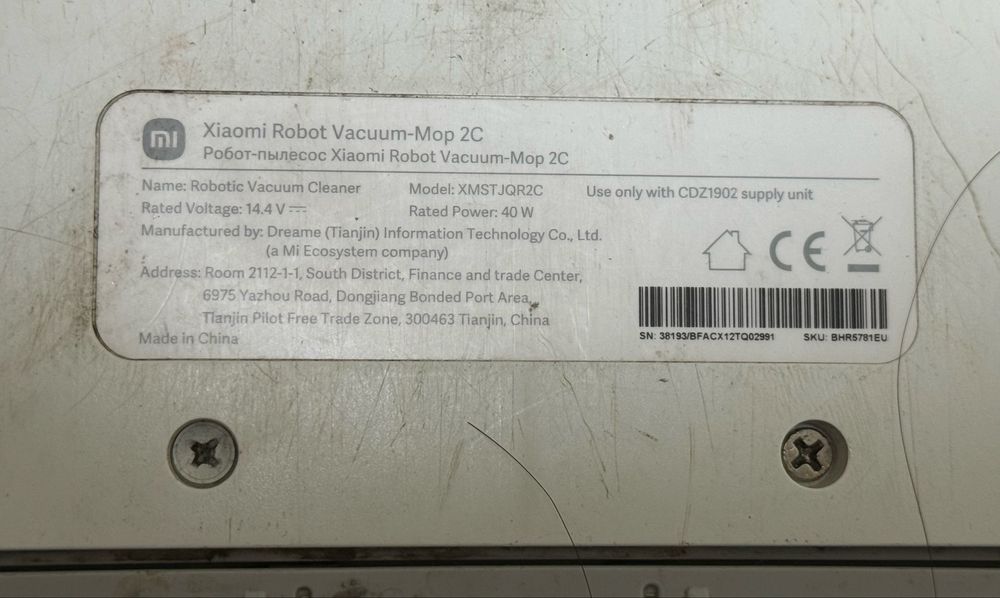 mi
Xiaomi Robot Vacuum-Mop 2C
Робот-пылесос Xiaomi Robot Vacuum-Mop 2C
Name: Robotic Vacuum Cleaner Model: XMSTJQR2C Use only with CDZ1902 supply unit
Rated Voltage: 14.4 V ⎓ Rated Power: 40 W
Manufactured by: Dreame (Tianjin) Information Technology Co., Ltd.
(a Mi Ecosystem company)
Address: Room 2112-1-1, South District, Finance and trade Center,
6975 Yazhou Road, Dongjiang Bonded Port Area,
Tianjin Pilot Free Trade Zone, 300463 Tianjin, China
Made in China
CE
SN: 38193/BFACX12TQ02991 SKU: BHR5781EU